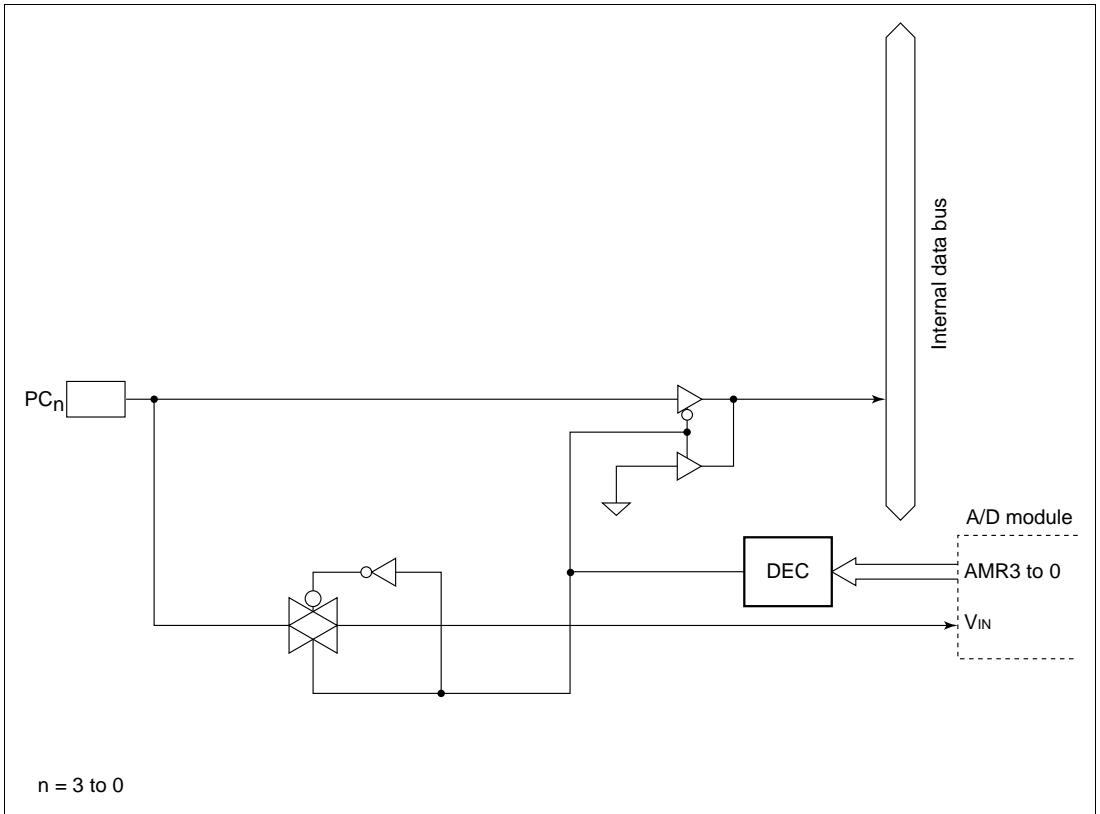 Internal data bus
PCn
A/D module
DEC
AMR3 to 0
VIN
n = 3 to 0